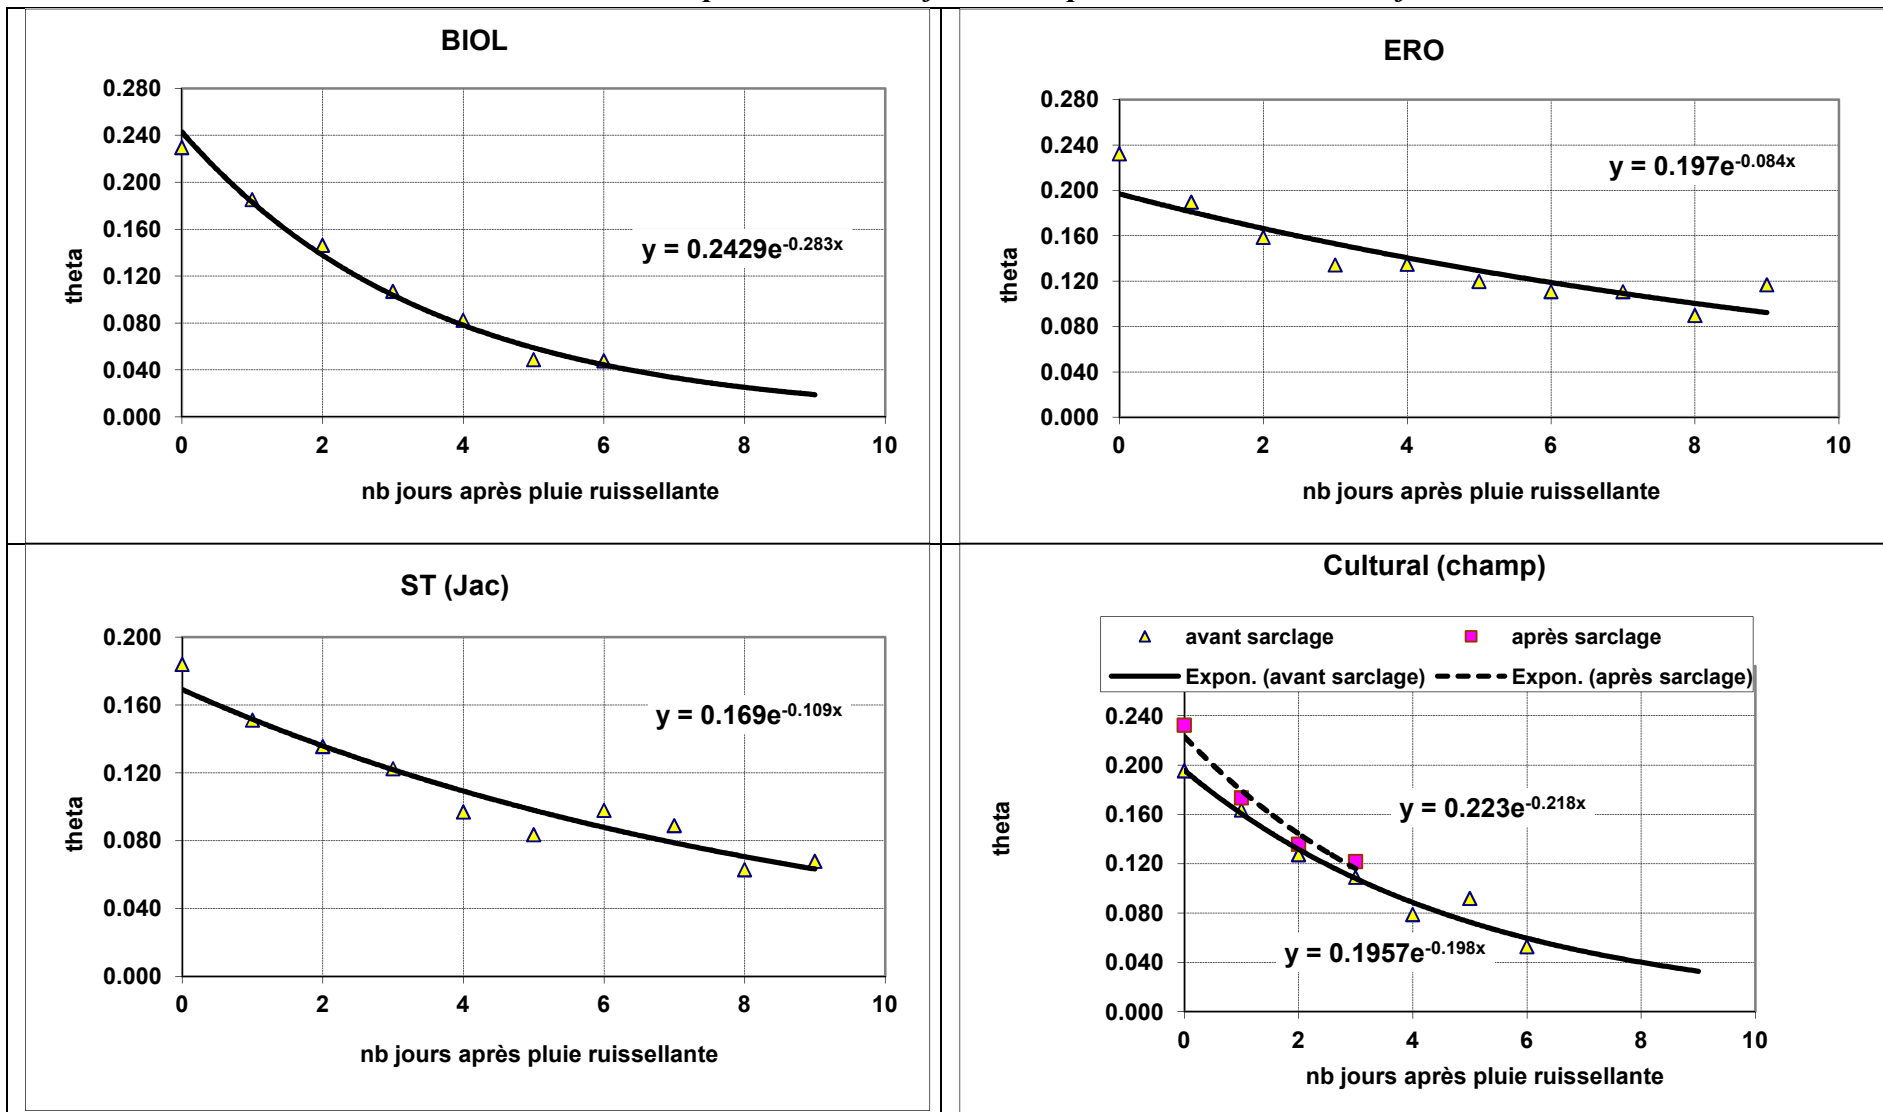 BIOL
0.280
0.240
0.200
0.160
0.120
0.080
0.040
0.000
theta
y = 0.2429e-0.283x
0 2 4 6 8 10
nb jours après pluie ruissellante
ERO
0.280
0.240
0.200
0.160
0.120
0.080
0.040
0.000
theta
y = 0.197e-0.084x
0 2 4 6 8 10
nb jours après pluie ruissellante
ST (Jac)
0.200
0.160
0.120
0.080
0.040
0.000
theta
y = 0.169e-0.109x
0 2 4 6 8 10
nb jours après pluie ruissellante
Cultural (champ)
avant sarclage après sarclage
Expon. (avant sarclage) Expon. (après sarclage)
0.240
0.200
0.160
0.120
0.080
0.040
0.000
theta
y = 0.223e-0.218x
y = 0.1957e-0.198x
0 2 4 6 8 10
nb jours après pluie ruissellante